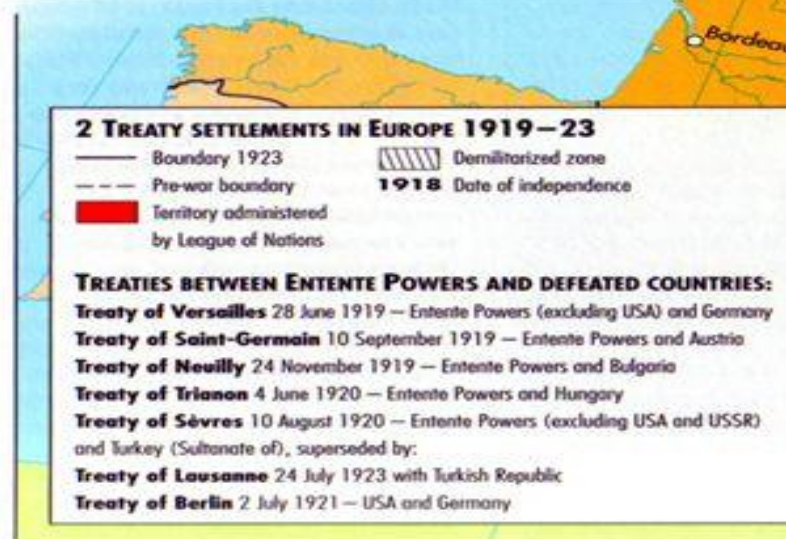 Bordeau
2 TREATY SETTLEMENTS IN EUROPE 1919–23
Boundary 1923
Demilitarized zone
Pre-war boundary
1918 Date of independence
Territory administered
by League of Nations
TREATIES BETWEEN ENTENTE POWERS AND DEFEATED COUNTRIES:
Treaty of Versailles 28 June 1919 – Entente Powers (excluding USA) and Germany
Treaty of Saint-Germain 10 September 1919 – Entente Powers and Austria
Treaty of Neuilly 24 November 1919 – Entente Powers and Bulgaria
Treaty of Trianon 4 June 1920 – Entente Powers and Hungary
Treaty of Sèvres 10 August 1920 – Entente Powers (excluding USA and USSR)
and Turkey (Sultanate of), superseded by:
Treaty of Lausanne 24 July 1923 with Turkish Republic
Treaty of Berlin 2 July 1921 – USA and Germany